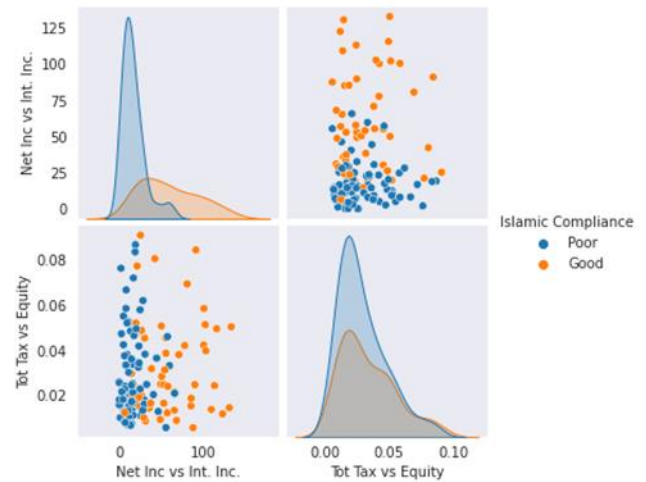 125
100
75
50
25
0
Net Inc vs Int. Inc.
Islamic Compliance
Poor
Good
0.08
0.06
0.04
0.02
Tot Tax vs Equity
0 100
0.00 0.05 0.10
Net Inc vs Int. Inc.
Tot Tax vs Equity